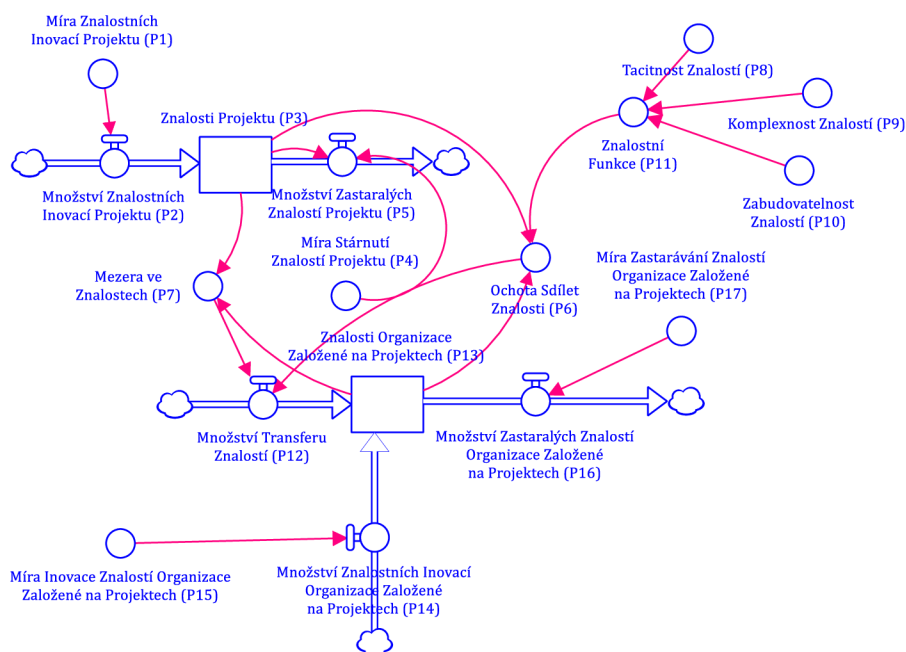 Míra Znalostních
Inovací Projektu (P1)
Tacitnost Znalostí (P8)
Znalosti Projektu (P3)
Komplexnost Znalostí (P9)
Znalostní
Funkce (P11)
Množství Znalostních
Inovací Projektu (P2)
Množství Zastaralých
Znalostí Projektu (P5)
Zabudovatelnost
Znalostí (P10)
Míra Stárnutí
Znalostí Projektu (P4)
Míra Zastarávání Znalostí
Organizace Založené
na Projektech (P17)
Mezera ve
Znalostech (P7)
Ochota Sdílet
Znalosti (P6)
Znalosti Organizace
Založené na Projektech (P13)
Množství Transferu
Znalostí (P12)
Množství Zastaralých Znalostí
Organizace Založené
na Projektech (P16)
Míra Inovace Znalostí Organizace
Založené na Projektech (P15)
Množství Znalostních Inovací
Organizace Založené
na Projektech (P14)